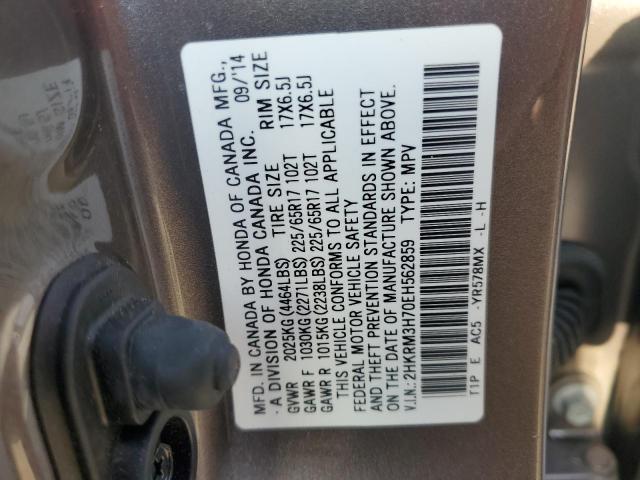 MFD. IN CANADA BY HONDA OF CANADA MFG.,
- A DIVISION OF HONDA CANADA INC. 09/'14
GVWR 2025KG(4464LBS) TIRE SIZE RIM SIZE
GAWR F 1030KG(2271LBS) 225/65R17 102T 17X6.5J
GAWR R 1015KG(2238LBS) 225/65R17 102T 17X6.5J
THIS VEHICLE CONFORMS TO ALL APPLICABLE
FEDERAL MOTOR VEHICLE SAFETY
AND THEFT PREVENTION STANDARDS IN EFFECT
ON THE DATE OF MANUFACTURE SHOWN ABOVE.
V.I.N.: 2HKRM3H70EH562859 TYPE: MPV
T1P E AC5 -YR578MX -L -H